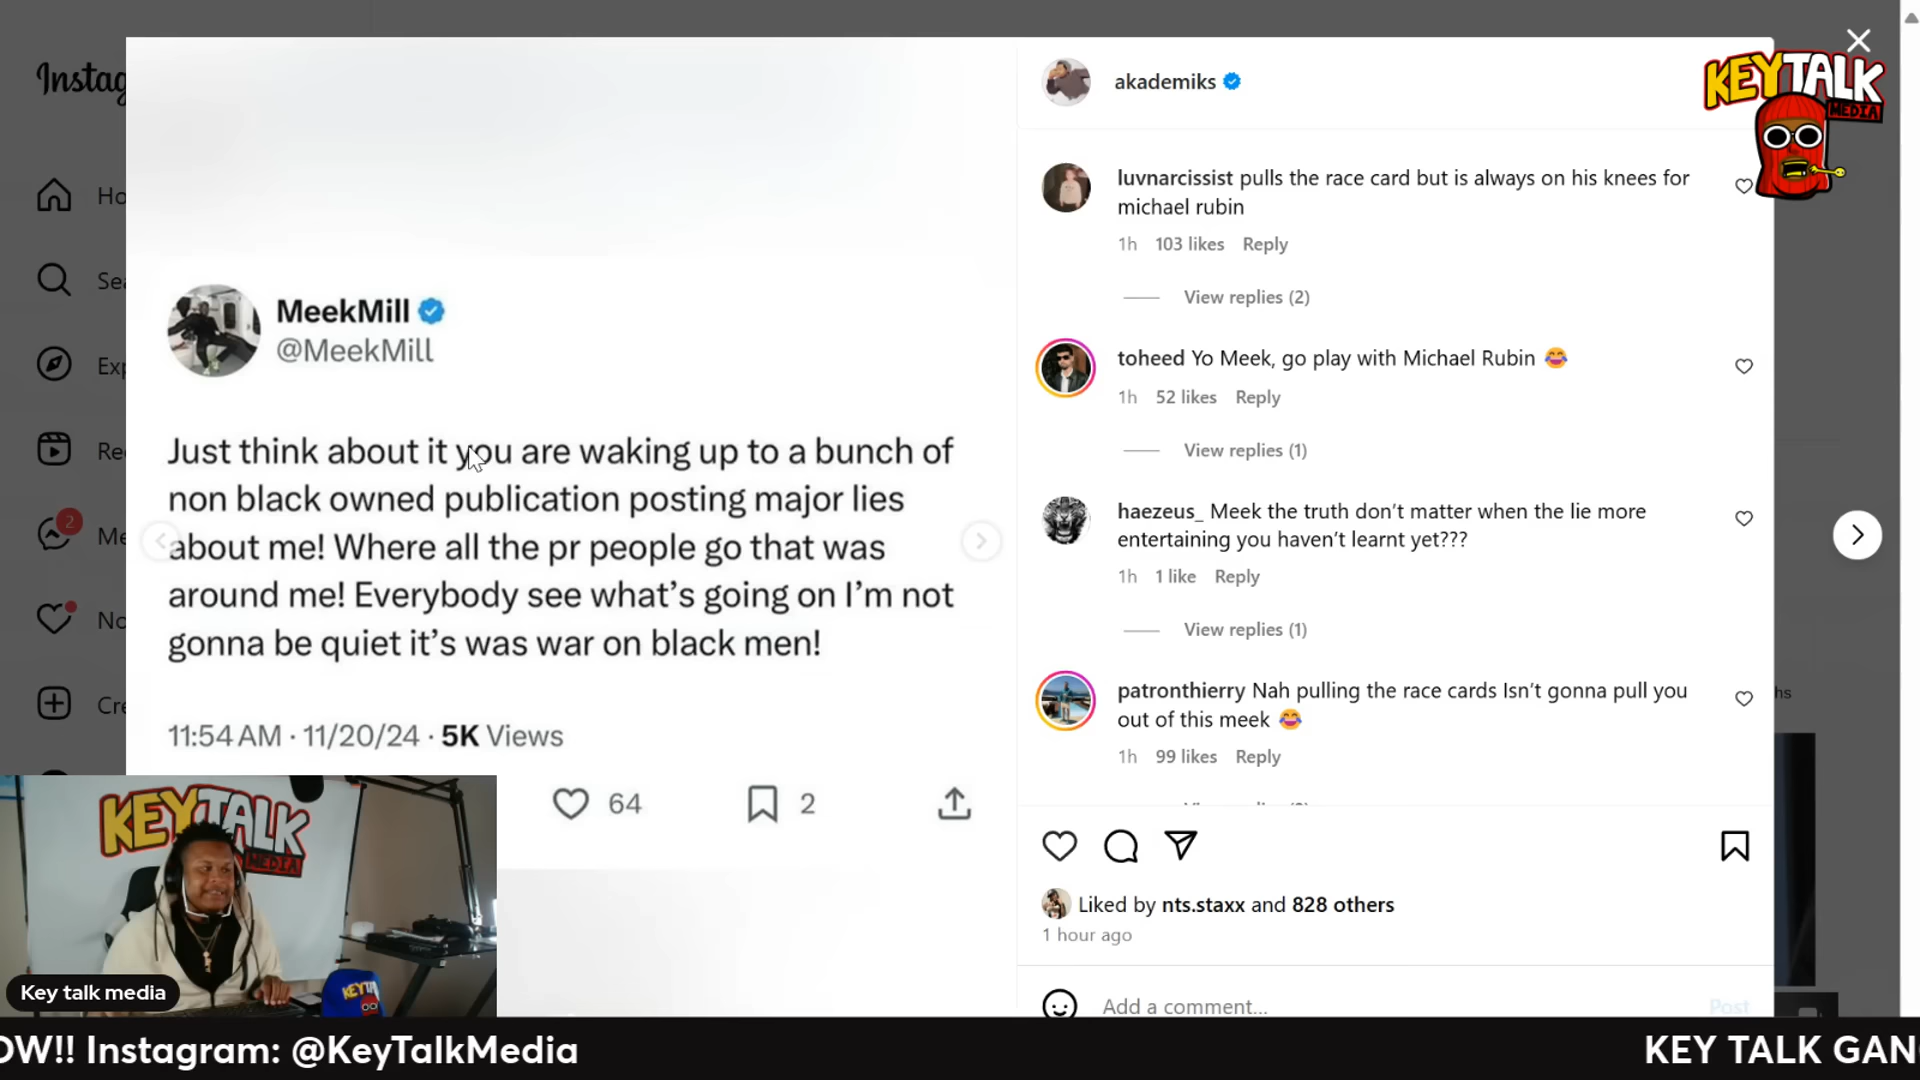 Instag
Ho
Sea
Exp
Re
2
Me
No
Cre
MeekMill
@MeekMill
Just think about it you are waking up to a bunch of
non black owned publication posting major lies
about me! Where all the pr people go that was
around me! Everybody see what's going on I'm not
gonna be quiet it's was war on black men!
11:54 AM · 11/20/24 · 5K Views
64
2
akademiks
luvnarcissist pulls the race card but is always on his knees for
michael rubin
1h 103 likes Reply
View replies (2)
toheed Yo Meek, go play with Michael Rubin 😂
1h 52 likes Reply
View replies (1)
haezeus_ Meek the truth don't matter when the lie more
entertaining you haven't learnt yet???
1h 1 like Reply
View replies (1)
patronthierry Nah pulling the race cards Isn't gonna pull you
out of this meek 😂
1h 99 likes Reply
Liked by nts.staxx and 828 others
1 hour ago
Add a comment...
Post
hs
KEYTALK
MEDIA
KEYTALK
MEDIA
KEYTA
Key talk media
OW!! Instagram: @KeyTalkMedia
KEY TALK GAN